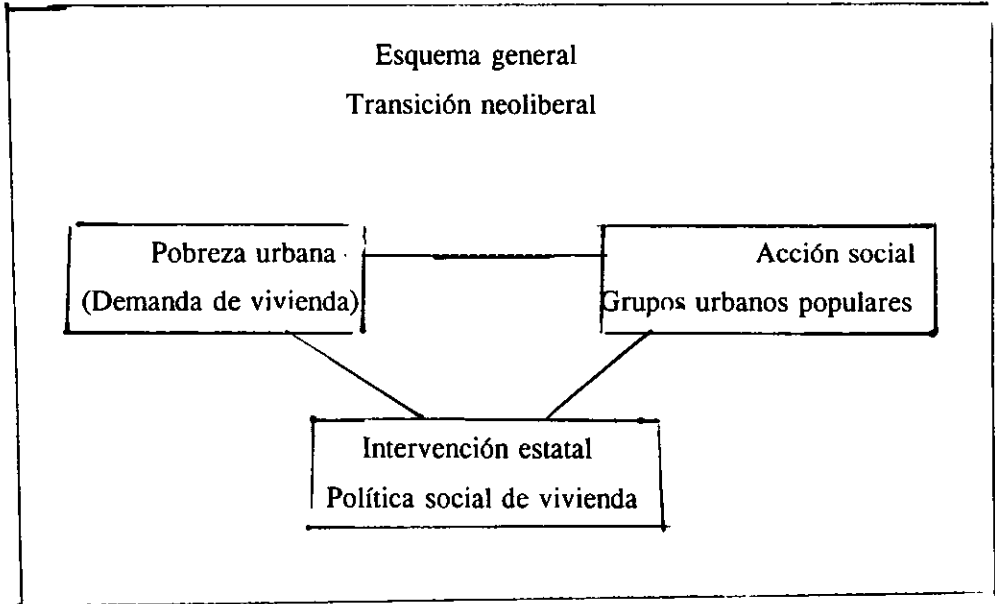 Esquema general
Transición neoliberal
Pobreza urbana
(Demanda de vivienda)
Acción social
Grupos urbanos populares
Intervención estatal
Política social de vivienda